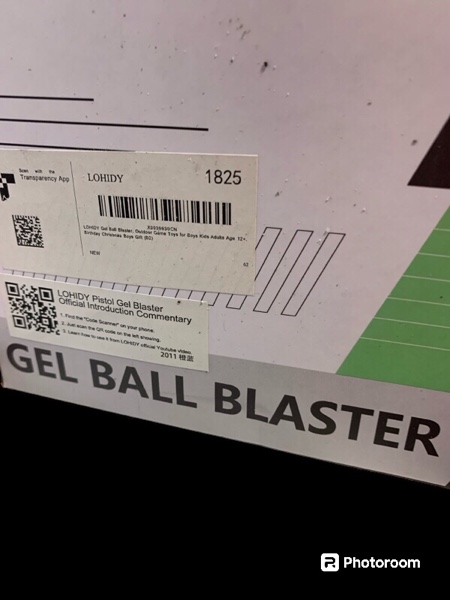 Scan with the
Transparency App
LOHIDY
1825
LOHIDY Gel Ball Blaster, Outdoor Game Toys for Boys Kids Adults Age 12+,
Birthday Christmas Boys Gift (B2)
NEW
LOHIDY Pistol Gel Blaster
Official Introduction Commentary
1. Find the "Code Scanner" on your phone.
2. Just scan the QR code on the left
3. Learn how to use it from LOHIDY official Youtube video.
2011 橙蓝
GEL BALL BLASTER
Photoroom